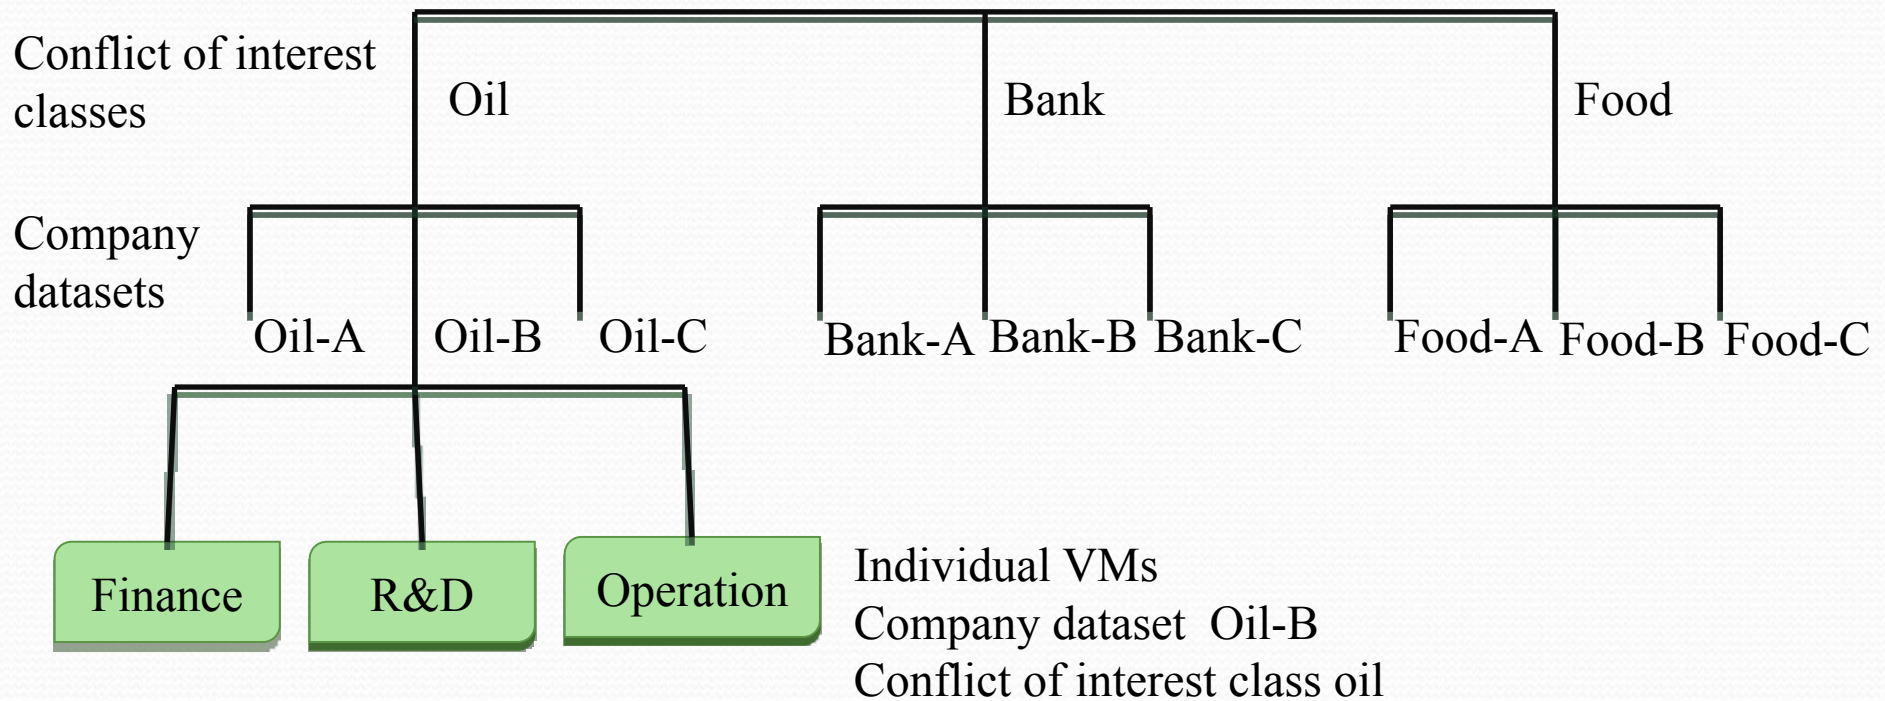 Conflict of interest
classes
Oil
Bank
Food
Company
datasets
Oil-A
Oil-B
Oil-C
Bank-A
Bank-B
Bank-C
Food-A
Food-B
Food-C
Finance
R&D
Operation
Individual VMs
Company dataset Oil-B
Conflict of interest class oil